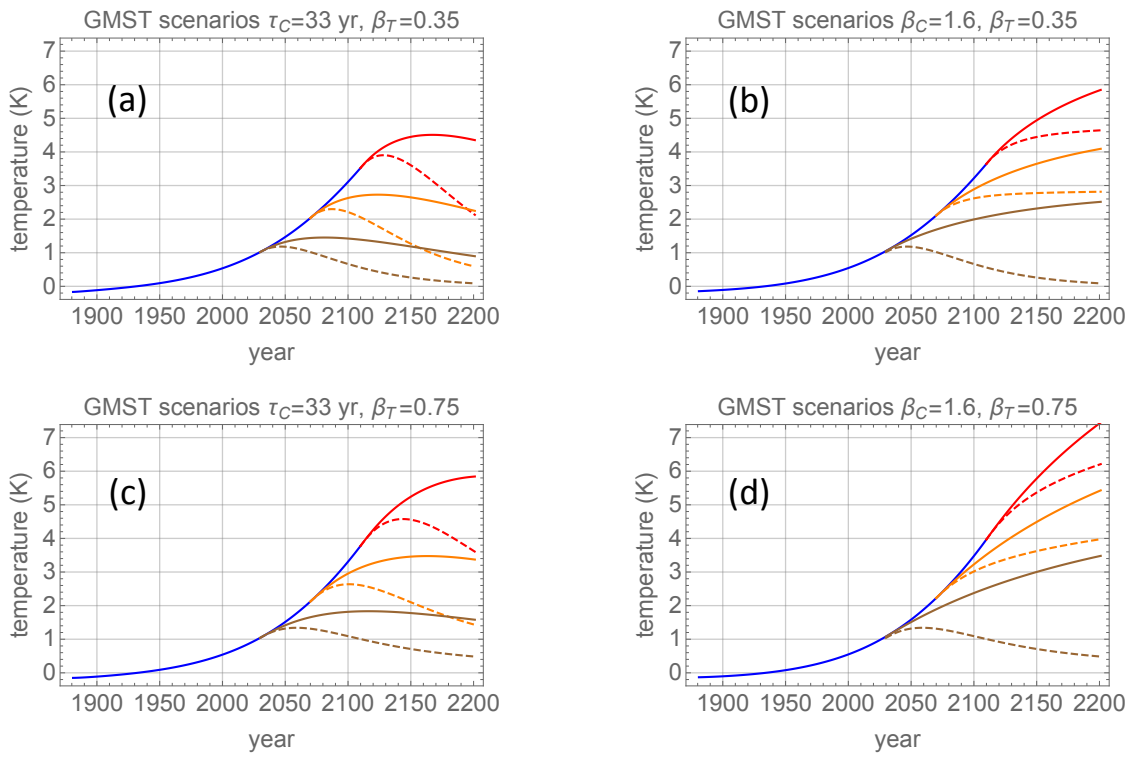 GMST scenarios τC=33 yr, βT=0.35
(a)
temperature (K)
7
6
5
4
3
2
1
0
1900 1950 2000 2050 2100 2150 2200
year
GMST scenarios βC=1.6, βT=0.35
(b)
temperature (K)
7
6
5
4
3
2
1
0
1900 1950 2000 2050 2100 2150 2200
year
GMST scenarios τC=33 yr, βT=0.75
(c)
temperature (K)
7
6
5
4
3
2
1
0
1900 1950 2000 2050 2100 2150 2200
year
GMST scenarios βC=1.6, βT=0.75
(d)
temperature (K)
7
6
5
4
3
2
1
0
1900 1950 2000 2050 2100 2150 2200
year